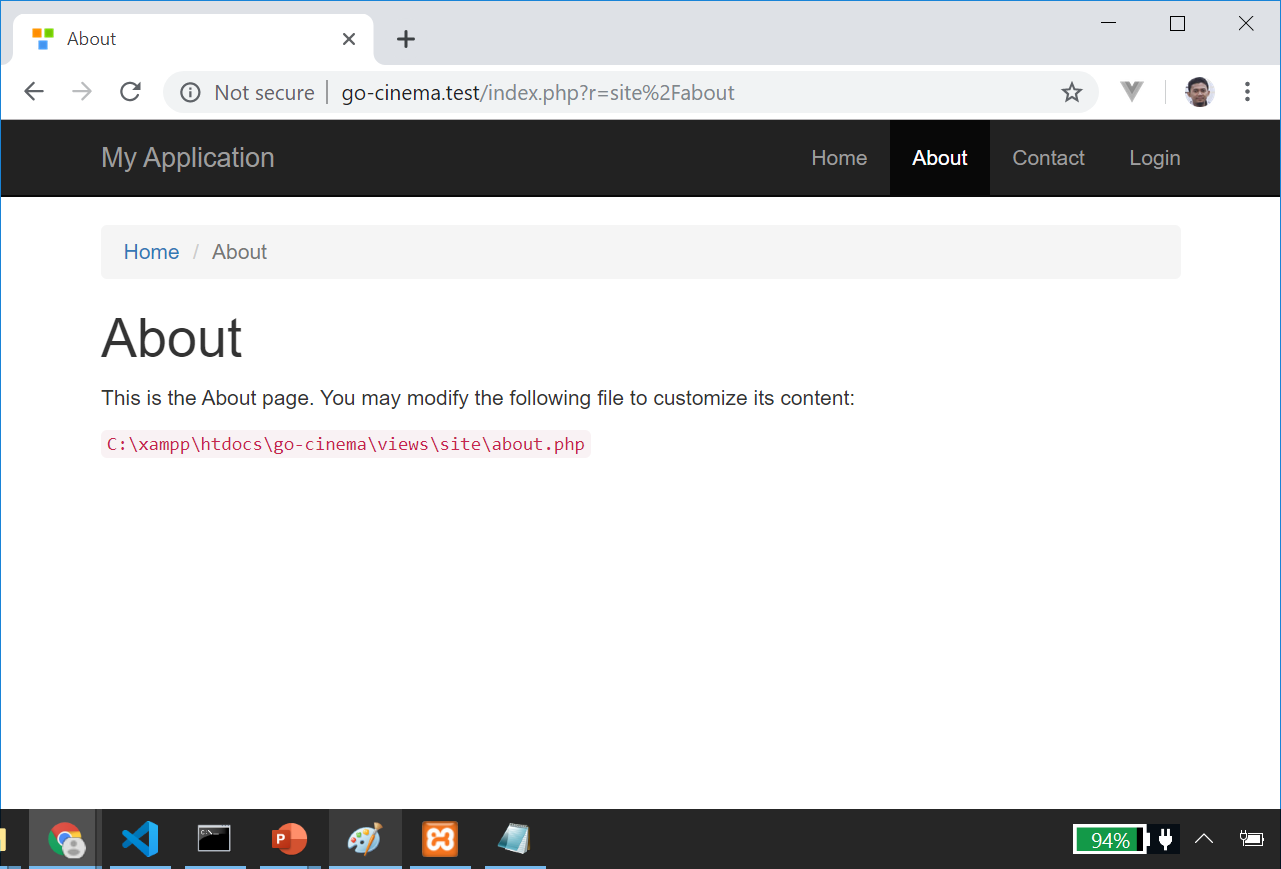 About
Not secure | go-cinema.test/index.php?r=site%2Fabout
My Application Home About Contact Login
Home / About
About
This is the About page. You may modify the following file to customize its content:
C:\xampp\htdocs\go-cinema\views\site\about.php
94%